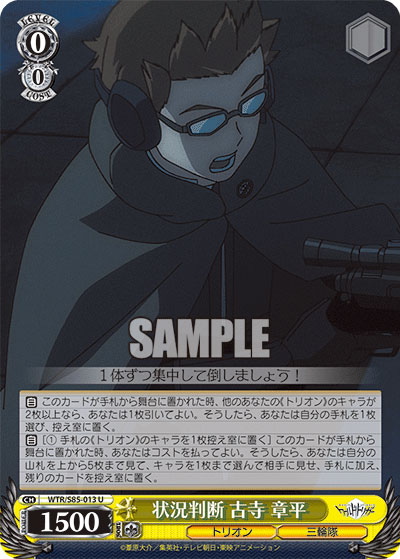 LEVEL
0
0
COST
SAMPLE
1体ずつ集中して倒しましょう！
自 このカードが手札から舞台に置かれた時、他のあなたの《トリオン》のキャラが
2枚以上なら、あなたは1枚引いてよい。そうしたら、あなたは自分の手札を1枚
選び、控え室に置く。
自 [① 手札の《トリオン》のキャラを1枚控え室に置く] このカードが手札から
舞台に置かれた時、あなたはコストを払ってよい。そうしたら、あなたは自分の
山札を上から5枚まで見て、キャラを1枚まで選んで相手に見せ、手札に加え、
残りのカードを控え室に置く。
CH WTR/S85-013 U
状況判断 古寺 章平
1500
トリオン 三輪隊
©葦原大介／集英社・テレビ朝日・東映アニメーション